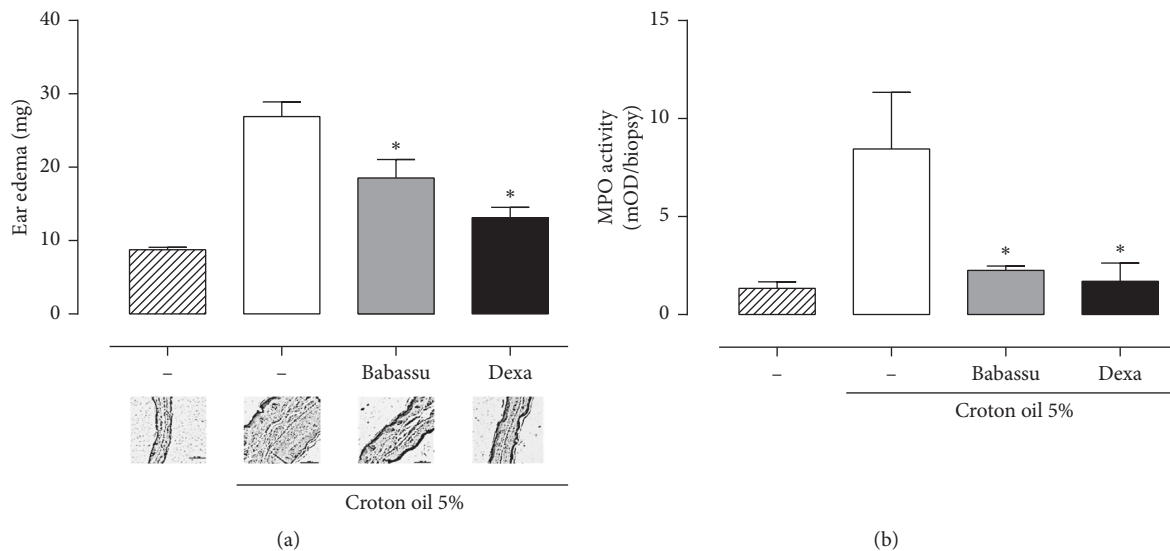 40
30
20
10
0
Ear edema (mg)
*
*
–
–
Babassu
Dexa
Croton oil 5%
(a)
15
10
5
0
MPO activity
(mOD/biopsy)
*
*
–
–
Babassu
Dexa
Croton oil 5%
(b)